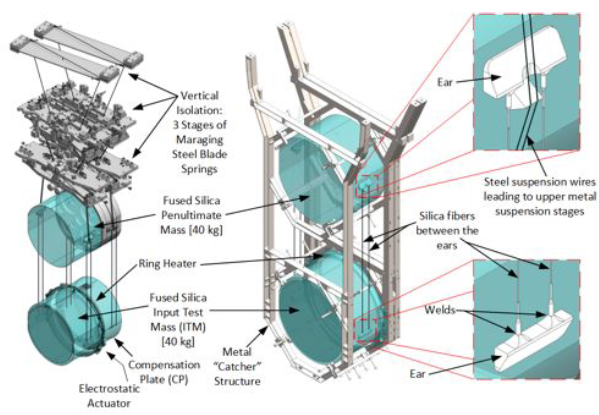 Vertical
Isolation:
3 Stages of
Maraging
Steel Blade
Springs
Fused Silica
Penultimate
Mass [40 kg]
Ring Heater
Fused Silica
Input Test
Mass (ITM)
[40 kg]
Compensation
Plate (CP)
Electrostatic
Actuator
Metal
“Catcher”
Structure
Ear
Steel suspension wires
leading to upper metal
suspension stages
Silica fibers
between the
ears
Welds
Ear